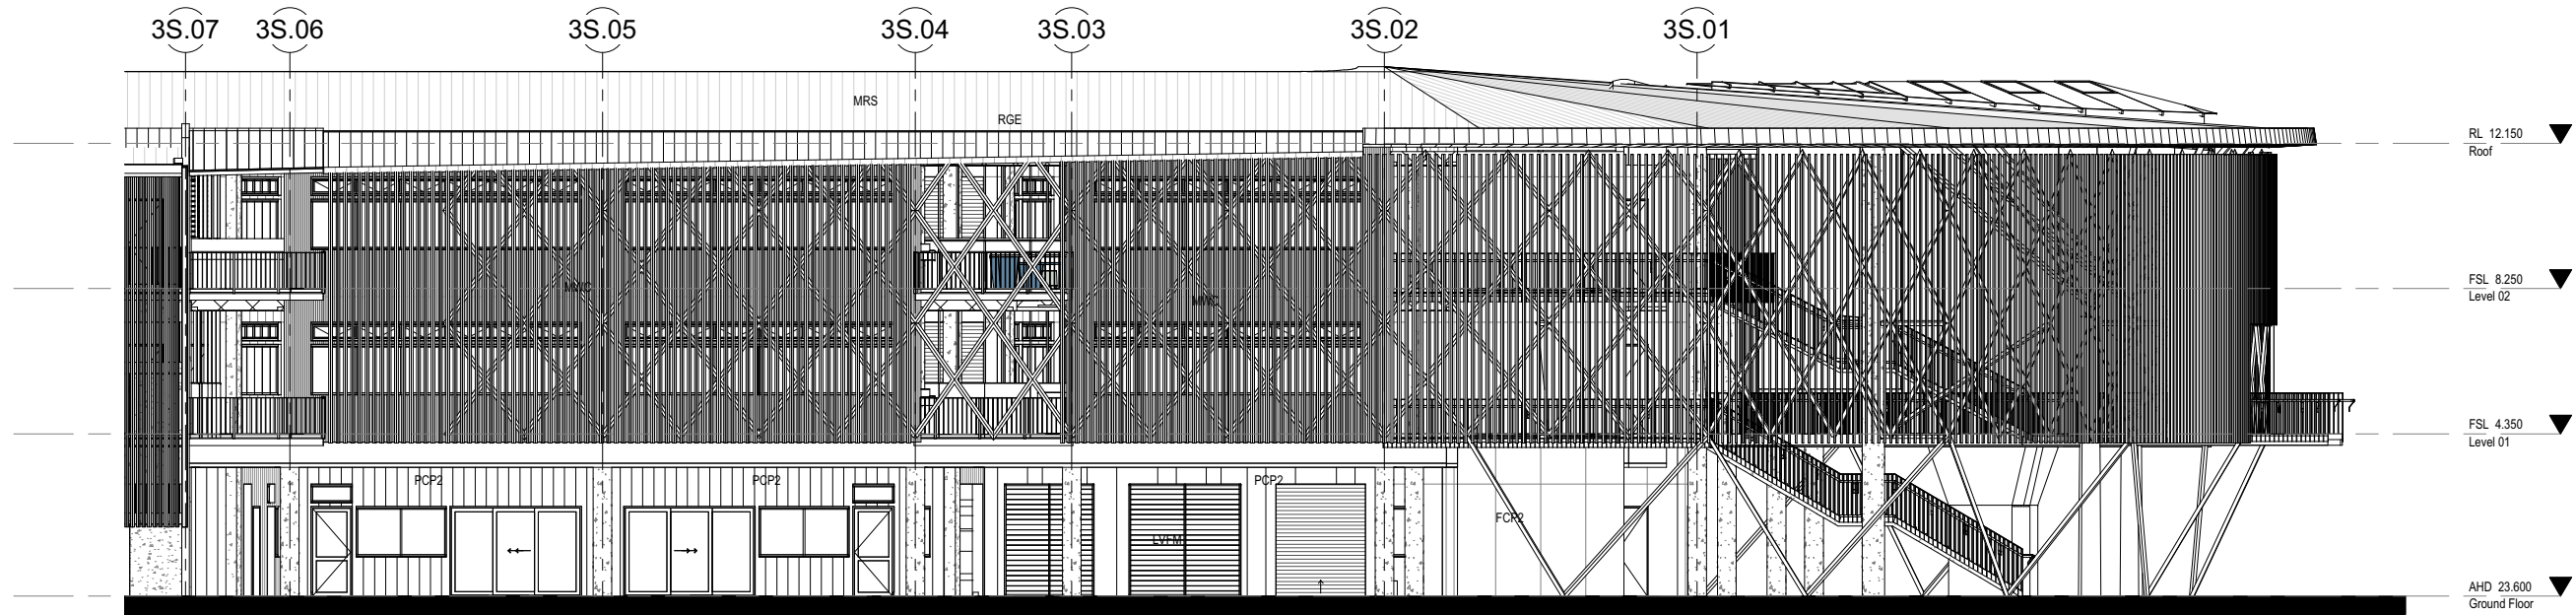 3S.07 3S.06 3S.05 3S.04 3S.03 3S.02 3S.01
MRS
RGE
RL 12.150
Roof
MWC
MWC
FSL 8.250
Level 02
FSL 4.350
Level 01
PCP2 PCP2 PCP2
FCP2
LVFM
AHD 23.600
Ground Floor